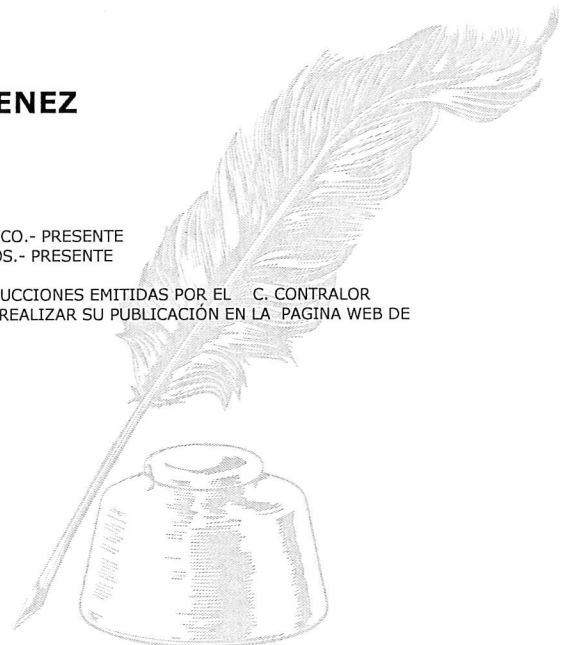 ENEZ
CO.- PRESENTE
OS.- PRESENTE
UCCIONES EMITIDAS POR EL C. CONTRALOR
REALIZAR SU PUBLICACIÓN EN LA PAGINA WEB DE